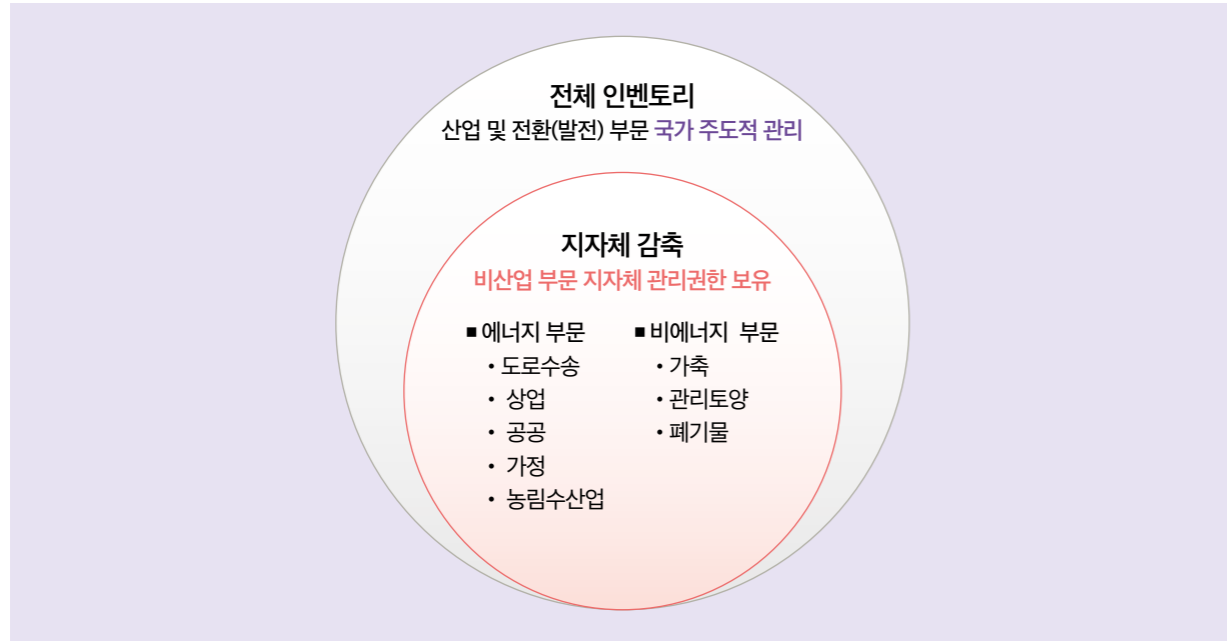 전체 인벤토리
산업 및 전환(발전) 부문 국가 주도적 관리
지자체 감축
비산업 부문 지자체 관리권한 보유
■ 에너지 부문
• 도로수송
• 상업
• 공공
• 가정
• 농림수산업
■ 비에너지 부문
• 가축
• 관리토양
• 폐기물